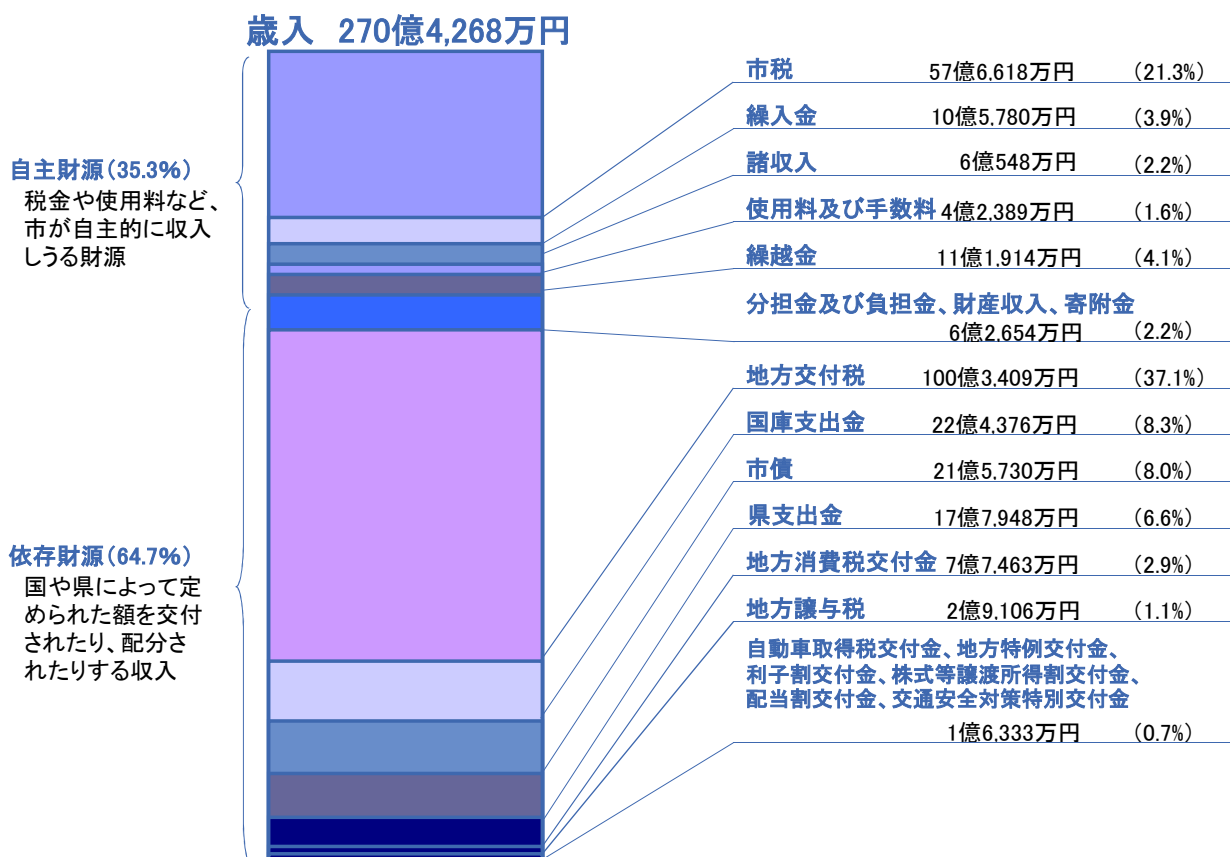 歳入 270億4,268万円
自主財源(35.3%)
税金や使用料など、
市が自主的に収入
しうる財源
依存財源(64.7%)
国や県によって定
められた額を交付
されたり、配分さ
れたりする収入
市税 57億6,618万円 (21.3%)
繰入金 10億5,780万円 (3.9%)
諸収入 6億548万円 (2.2%)
使用料及び手数料 4億2,389万円 (1.6%)
繰越金 11億1,914万円 (4.1%)
分担金及び負担金、財産収入、寄附金
6億2,654万円 (2.2%)
地方交付税 100億3,409万円 (37.1%)
国庫支出金 22億4,376万円 (8.3%)
市債 21億5,730万円 (8.0%)
県支出金 17億7,948万円 (6.6%)
地方消費税交付金 7億7,463万円 (2.9%)
地方譲与税 2億9,106万円 (1.1%)
自動車取得税交付金、地方特例交付金、
利子割交付金、株式等譲渡所得割交付金、
配当割交付金、交通安全対策特別交付金
1億6,333万円 (0.7%)